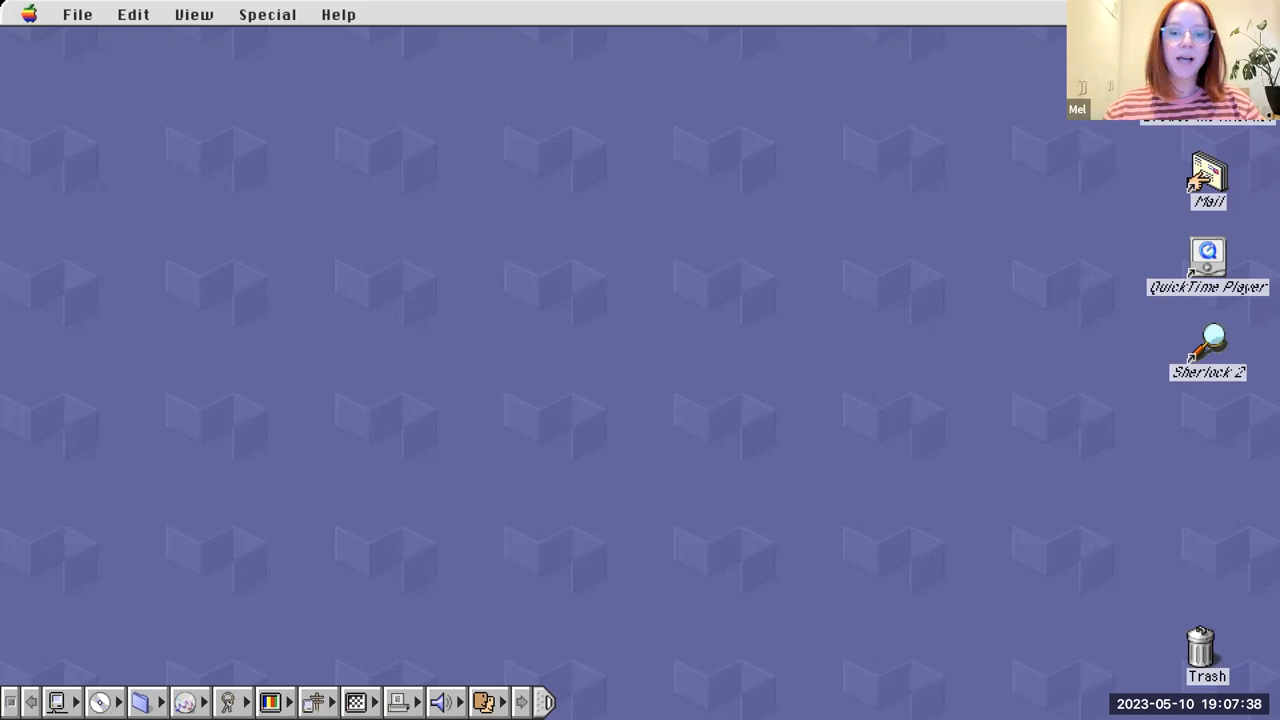 File Edit View Special Help
Mel
Mail
QuickTime Player
Sherlock 2
Trash
2023-05-10 19:07:38